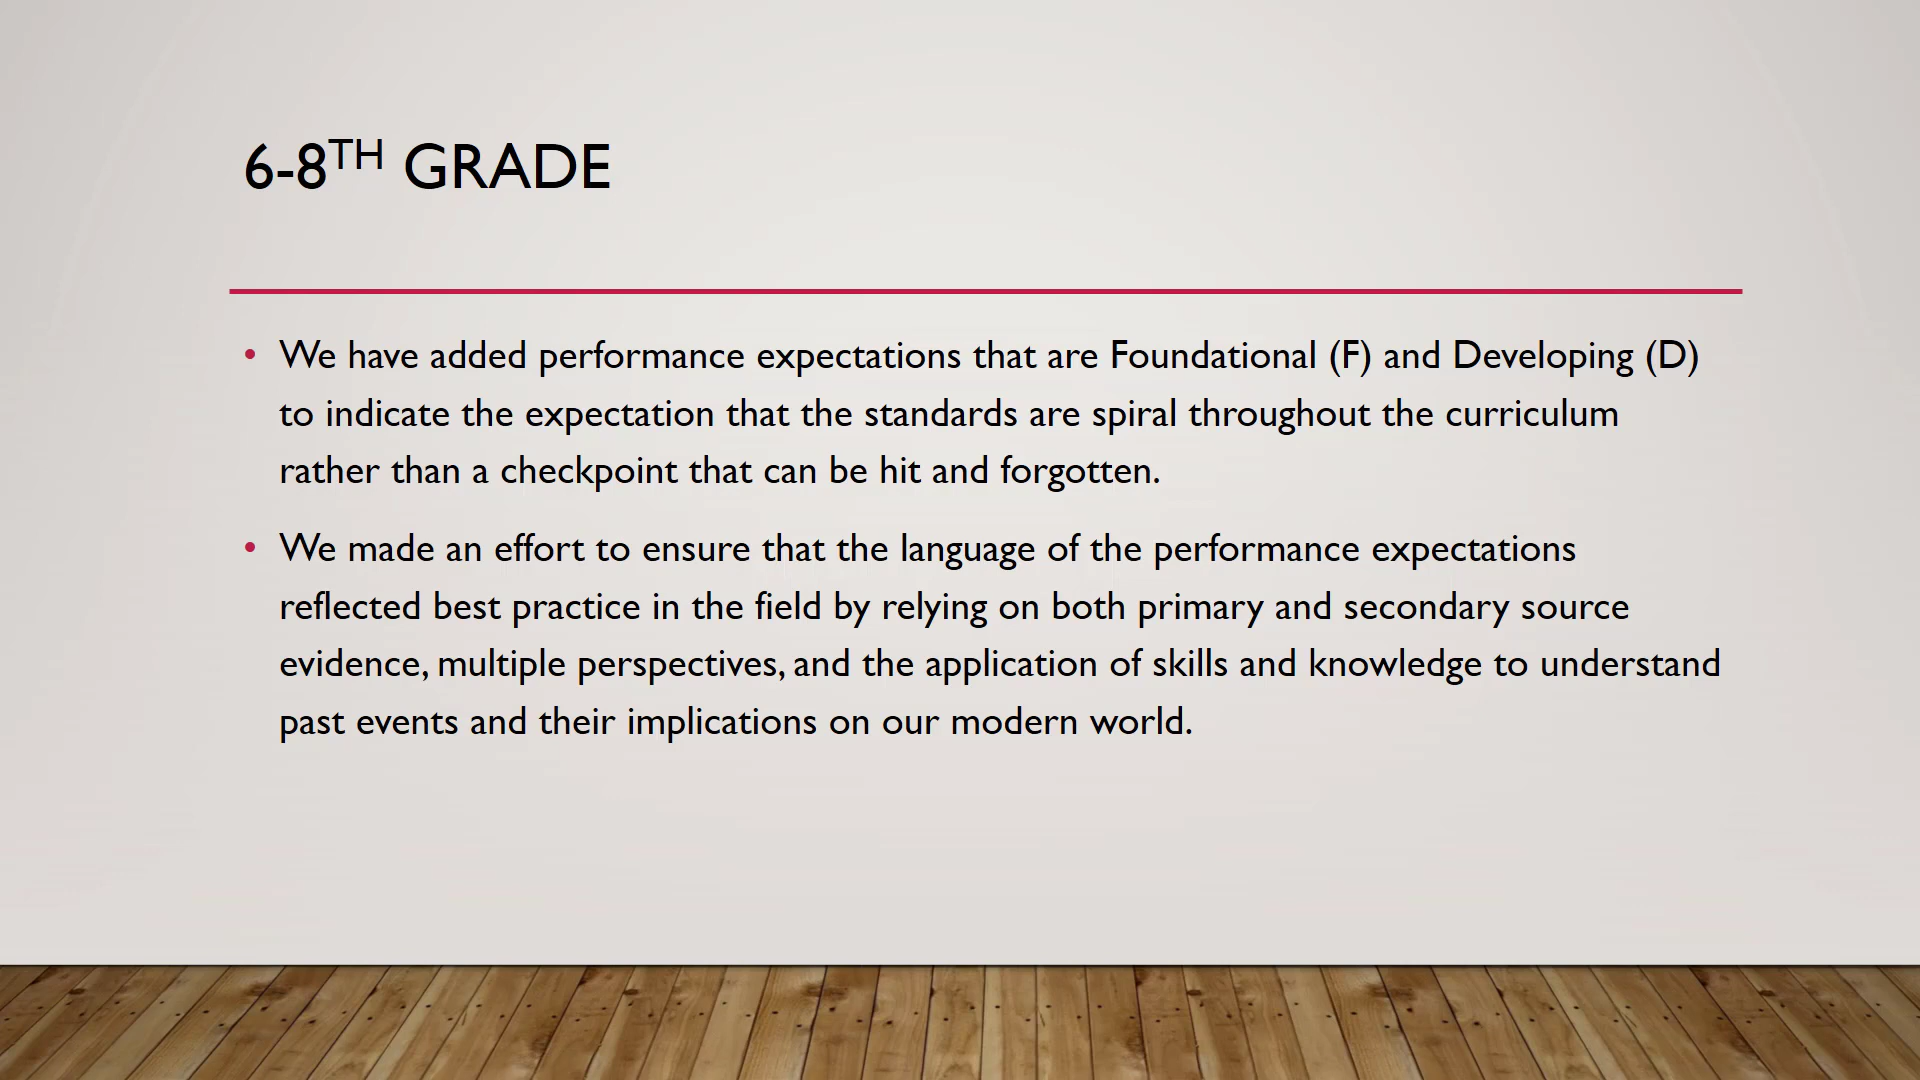 6-8TH GRADE
• We have added performance expectations that are Foundational (F) and Developing (D)
to indicate the expectation that the standards are spiral throughout the curriculum
rather than a checkpoint that can be hit and forgotten.
• We made an effort to ensure that the language of the performance expectations
reflected best practice in the field by relying on both primary and secondary source
evidence, multiple perspectives, and the application of skills and knowledge to understand
past events and their implications on our modern world.